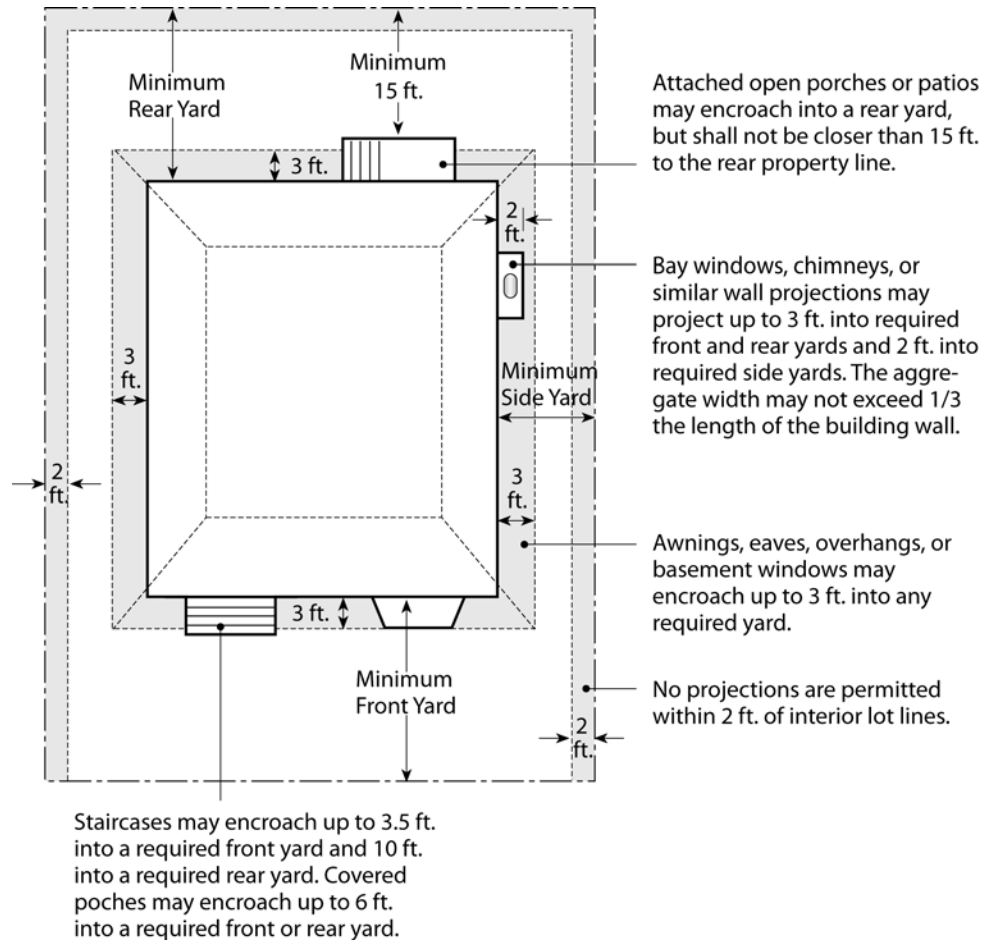 Minimum
Rear Yard
Minimum
15 ft.
Attached open porches or patios
may encroach into a rear yard,
but shall not be closer than 15 ft.
to the rear property line.
3 ft.
2
ft.
Bay windows, chimneys, or
similar wall projections may
project up to 3 ft. into required
front and rear yards and 2 ft. into
required side yards. The aggre-
gate width may not exceed 1/3
the length of the building wall.
3
ft.
Minimum
Side Yard
2
ft.
3
ft.
Awnings, eaves, overhangs, or
basement windows may
encroach up to 3 ft. into any
required yard.
3 ft.
Minimum
Front Yard
No projections are permitted
within 2 ft. of interior lot lines.
2
ft.
Staircases may encroach up to 3.5 ft.
into a required front yard and 10 ft.
into a required rear yard. Covered
poches may encroach up to 6 ft.
into a required front or rear yard.